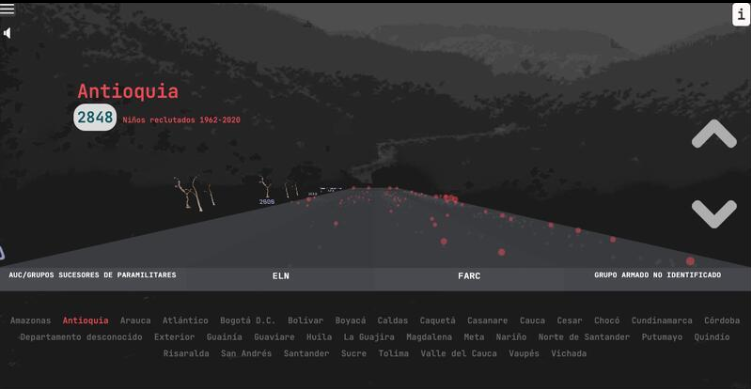 i
Antioquia
2848 Niños reclutados 1962-2020
2606
AUC/GRUPOS SUCESORES DE PARAMILITARES ELN FARC GRUPO ARMADO NO IDENTIFICADO
Amazonas Antioquia Arauca Atlántico Bogotá D.C. Bolívar Boyacá Caldas Caquetá Casanare Cauca Cesar Chocó Cundinamarca Córdoba
Departamento desconocido Exterior Guainía Guaviare Huila La Guajira Magdalena Meta Nariño Norte de Santander Putumayo Quindío
Risaralda San Andrés Santander Sucre Tolima Valle del Cauca Vaupés Vichada